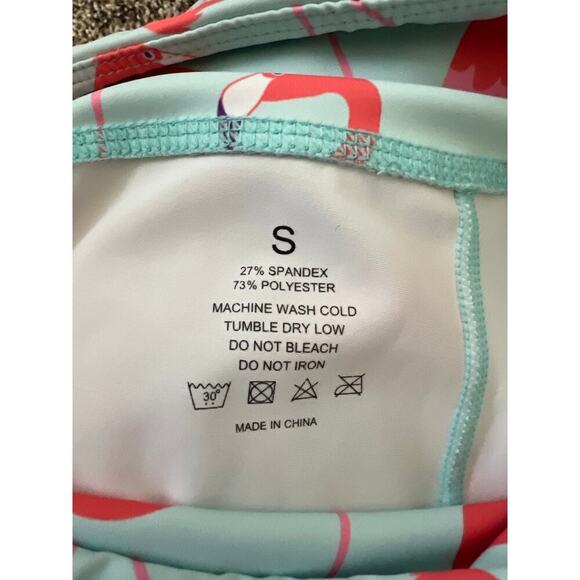 S
27% SPANDEX
73% POLYESTER
MACHINE WASH COLD
TUMBLE DRY LOW
DO NOT BLEACH
DO NOT IRON
30°
MADE IN CHINA